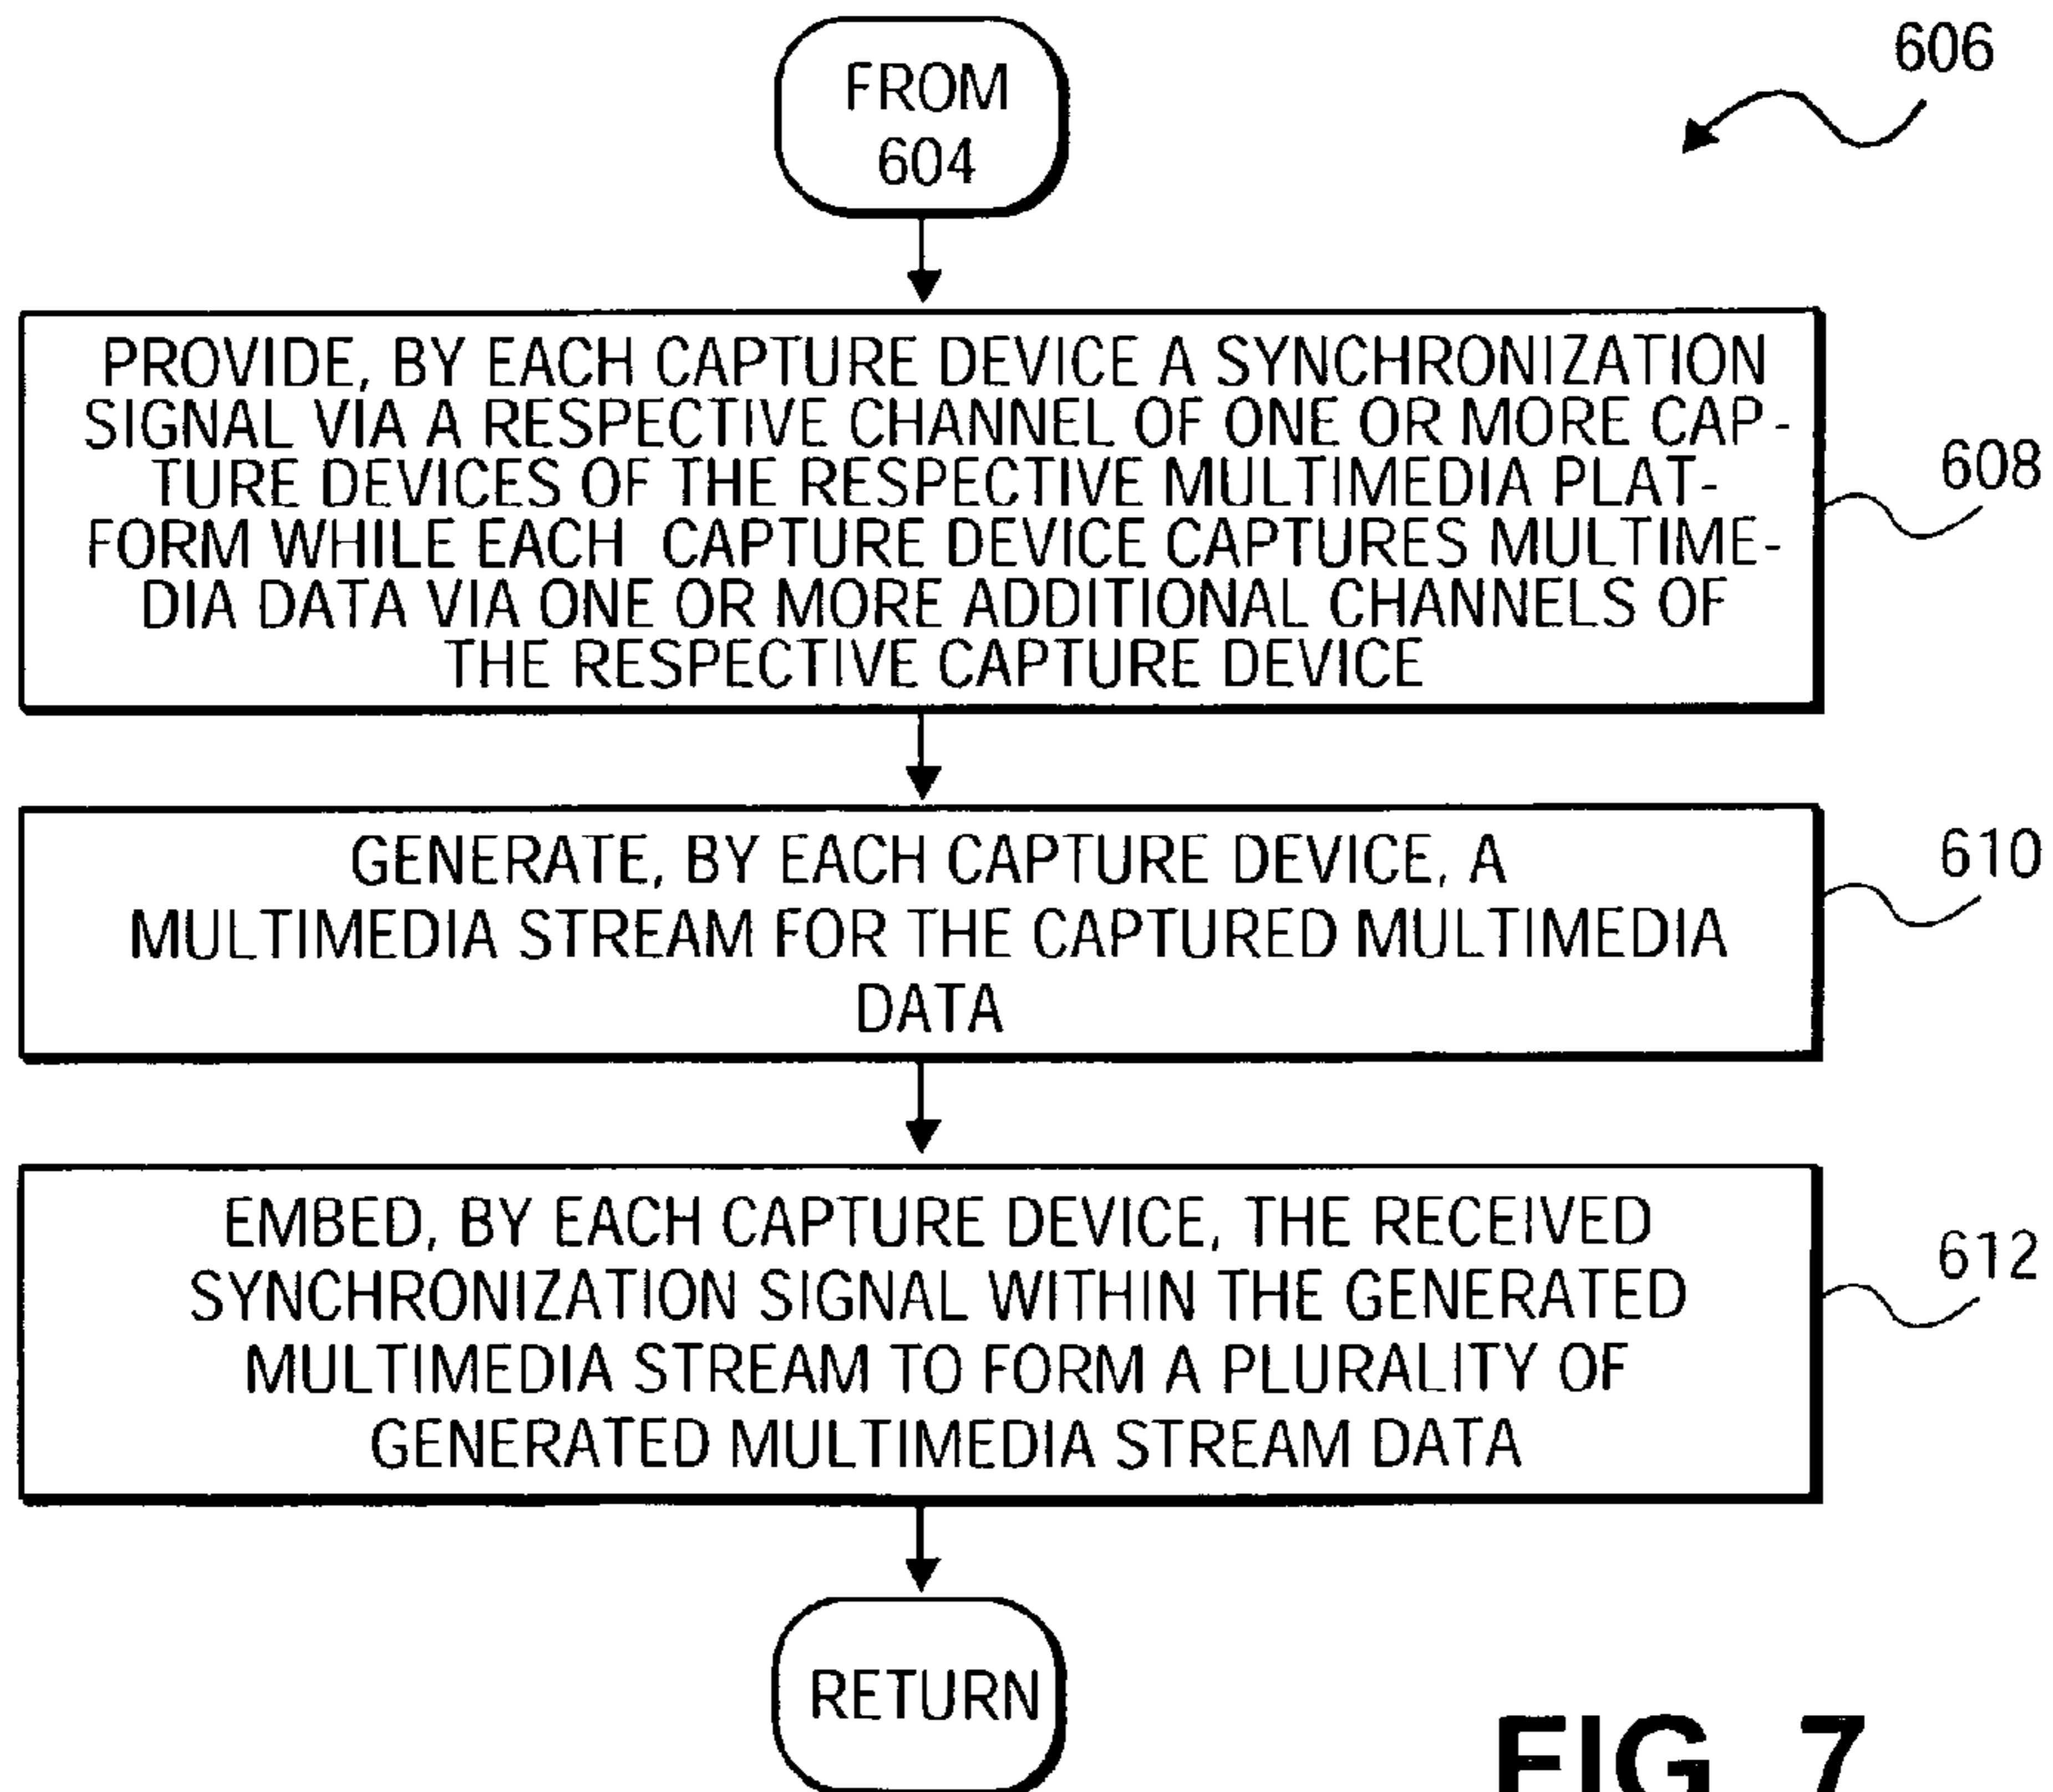 FROM
604
606
PROVIDE, BY EACH CAPTURE DEVICE A SYNCHRONIZATION
SIGNAL VIA A RESPECTIVE CHANNEL OF ONE OR MORE CAP-
TURE DEVICES OF THE RESPECTIVE MULTIMEDIA PLAT-
FORM WHILE EACH CAPTURE DEVICE CAPTURES MULTIME-
DIA DATA VIA ONE OR MORE ADDITIONAL CHANNELS OF
THE RESPECTIVE CAPTURE DEVICE
608
GENERATE, BY EACH CAPTURE DEVICE, A
MULTIMEDIA STREAM FOR THE CAPTURED MULTIMEDIA
DATA
610
EMBED, BY EACH CAPTURE DEVICE, THE RECEIVED
SYNCHRONIZATION SIGNAL WITHIN THE GENERATED
MULTIMEDIA STREAM TO FORM A PLURALITY OF
GENERATED MULTIMEDIA STREAM DATA
612
RETURN
FIG. 7